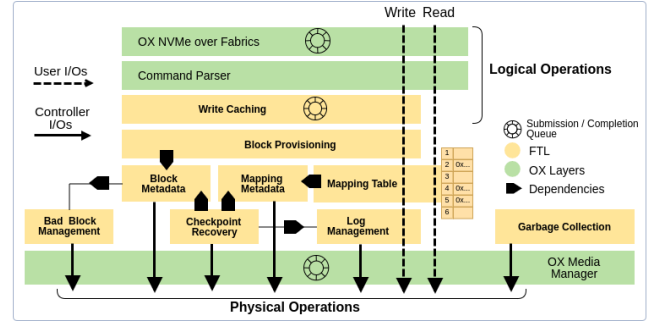 Write Read
OX NVMe over Fabrics
Command Parser
Logical Operations
User I/Os
Controller
I/Os
Write Caching
Block Provisioning
Submission / Completion
Queue
FTL
OX Layers
Dependencies
Block
Metadata
Mapping
Metadata
Mapping Table
1
2 0x...
3
4 0x...
5 0x...
6
Bad Block
Management
Checkpoint
Recovery
Log
Management
Garbage Collection
OX Media
Manager
Physical Operations